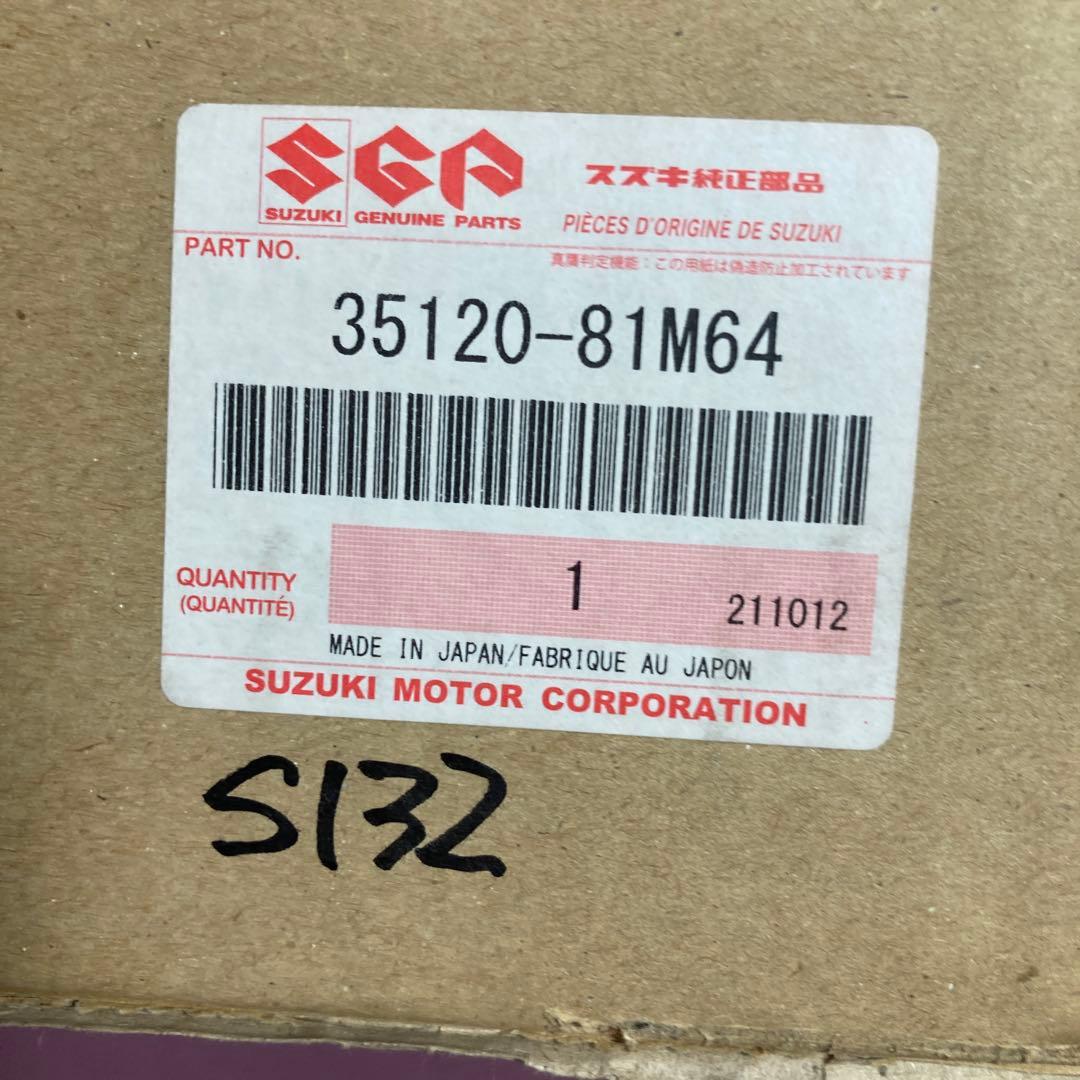 SGP
SUZUKI GENUINE PARTS
スズキ純正部品
PIÈCES D'ORIGINE DE SUZUKI
PART NO.
真贋判定機能：この用紙は偽造防止加工されています
35120-81M64
QUANTITY
(QUANTITÉ)
1
211012
MADE IN JAPAN/FABRIQUE AU JAPON
SUZUKI MOTOR CORPORATION
S132